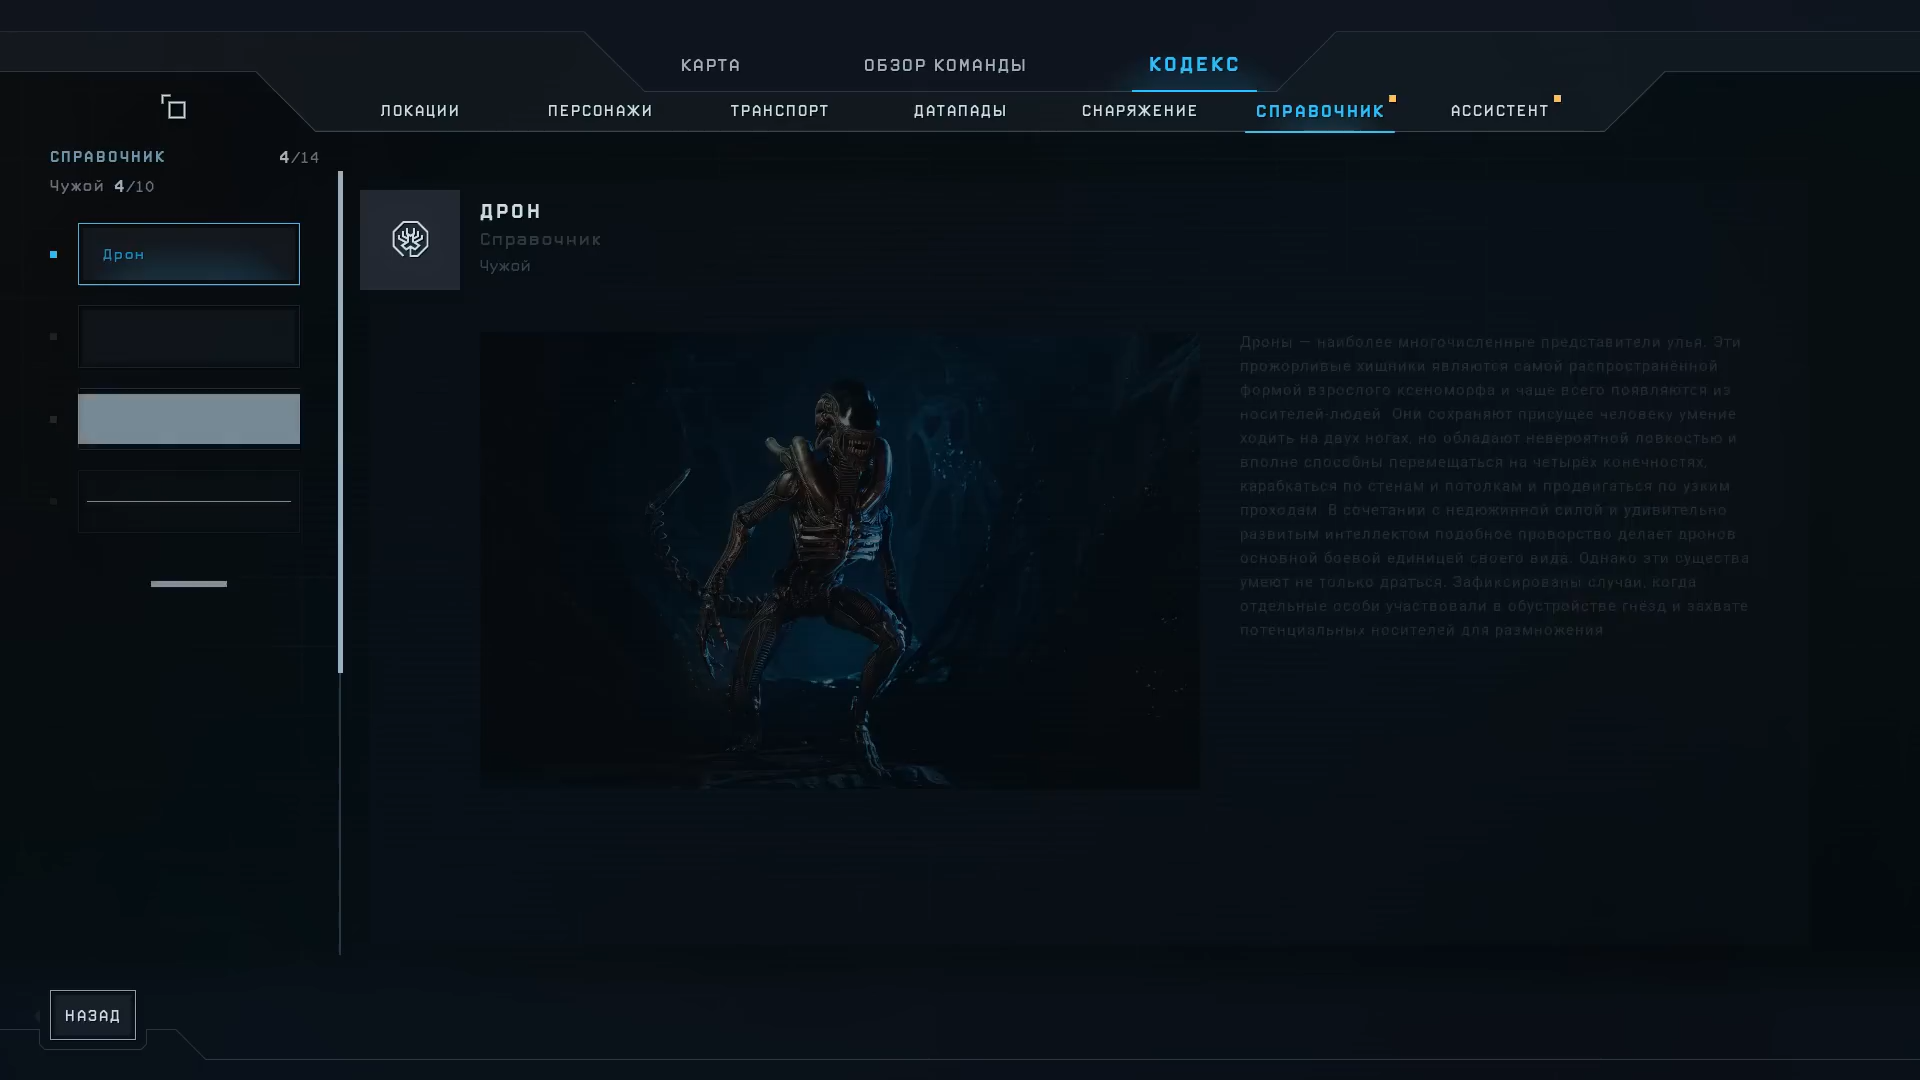 КАРТА ОБЗОР КОМАНДЫ КОДЕКС
ЛОКАЦИИ ПЕРСОНАЖИ ТРАНСПОРТ ДАТАПАДЫ СНАРЯЖЕНИЕ СПРАВОЧНИК АССИСТЕНТ
СПРАВОЧНИК 4/14
Чужой 4/10
Дрон
ДРОН
Справочник
Чужой
Дроны — наиболее многочисленные представители улья. Эти
прожорливые хищники являются самой распространённой
формой взрослого ксеноморфа и чаще всего появляются из
носителей-людей. Они сохраняют присущее человеку умение
ходить на двух ногах, но обладают невероятной ловкостью и
вполне способны перемещаться на четырёх конечностях,
карабкаться по стенам и потолкам и продвигаться по узким
проходам. В сочетании с недюжинной силой и удивительно
развитым интеллектом подобное проворство делает дронов
основной боевой единицей своего вида. Однако эти существа
умеют не только драться. Зафиксированы случаи, когда
отдельные особи участвовали в обустройстве гнёзд и захвате
потенциальных носителей для размножения
НАЗАД